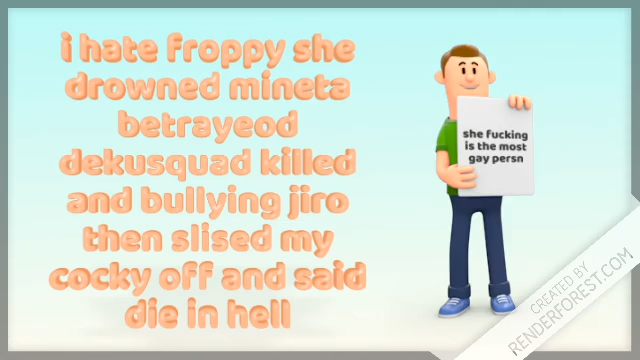 i hate froppy she
drowned mineta
betrayeod
dekusquad killed
and bullying jiro
then slised my
cocky off and said
die in hell
she fucking
is the most
gay persn
CREATED BY
RENDERFOREST.COM